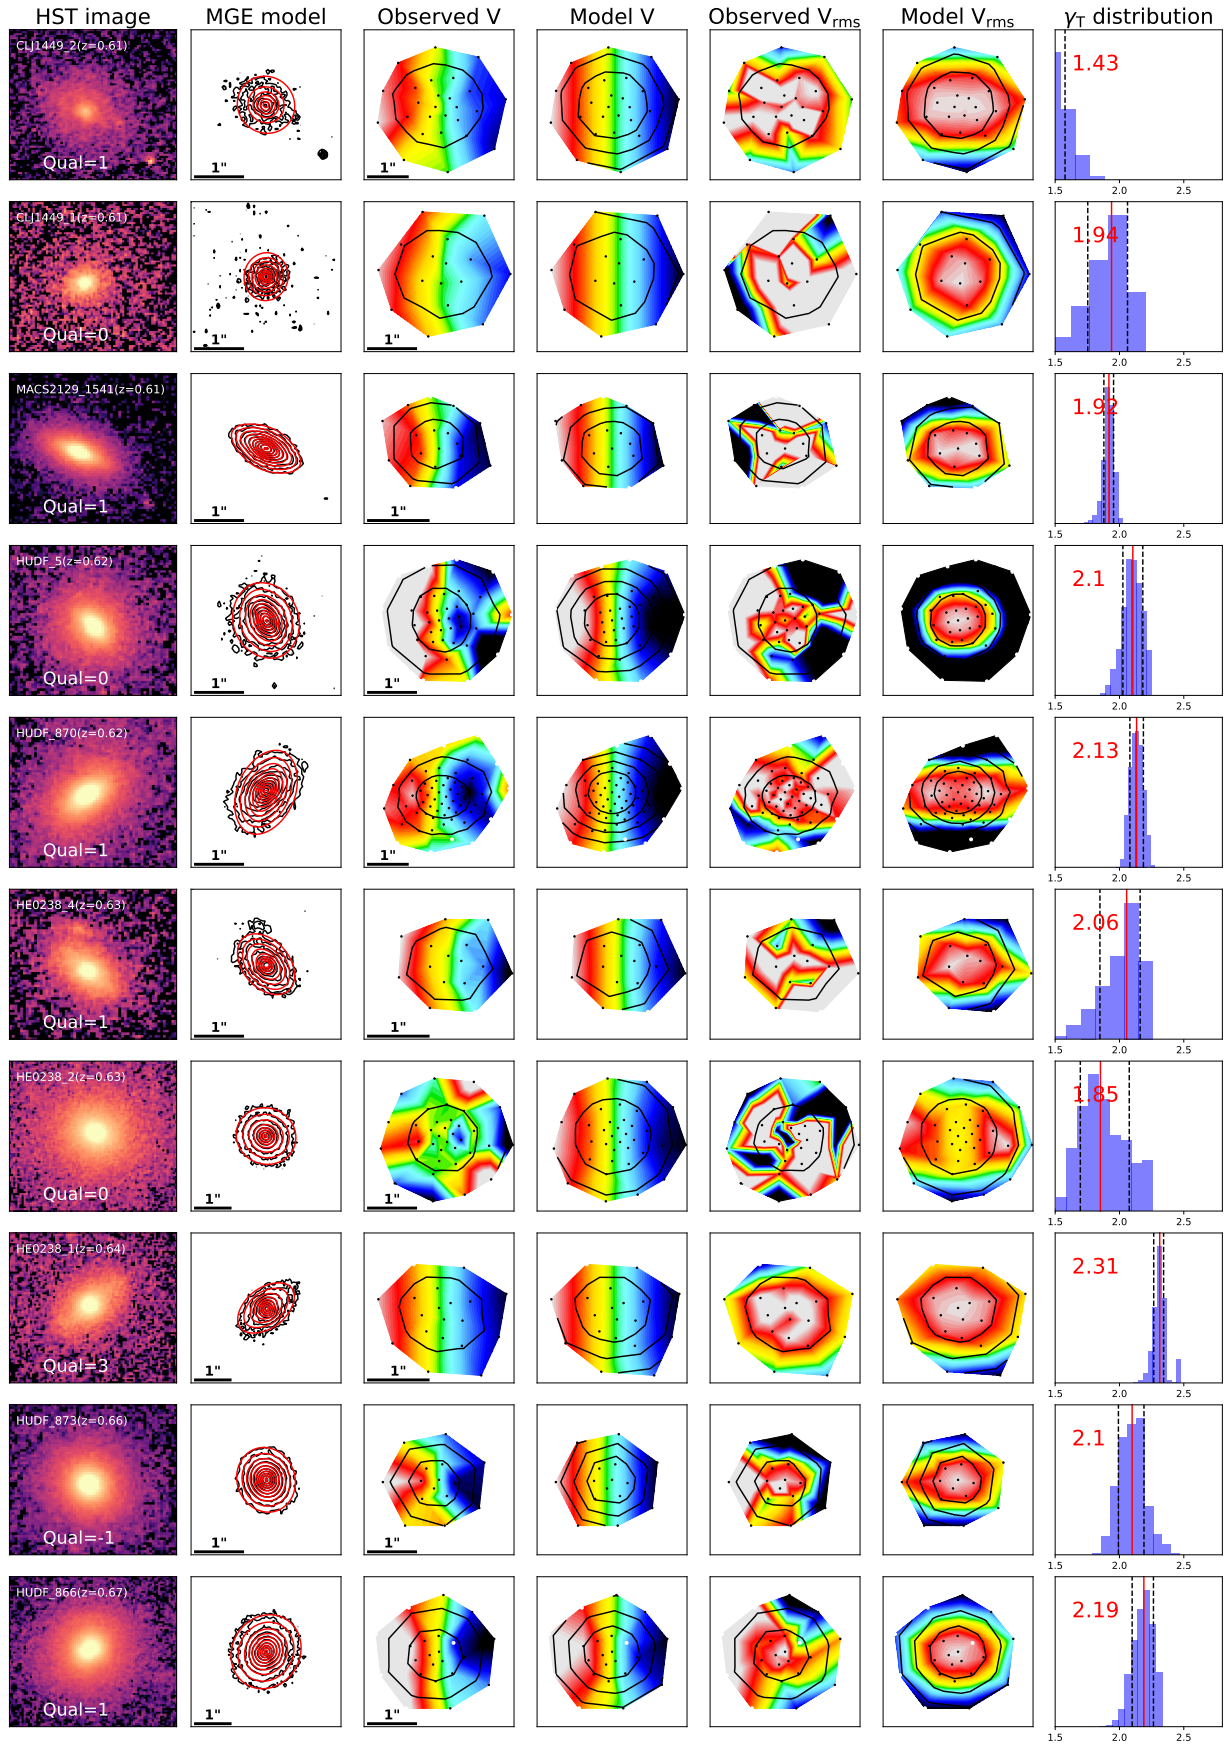 HST image MGE model Observed V Model V Observed Vrms Model Vrms γT distribution
CLJ1449_2(z=0.61)
1.43
Qual=1
1" 1"
1.5 2.0 2.5
CLJ1449_1(z=0.61)
1.94
Qual=0
1" 1"
1.5 2.0 2.5
MACS2129_1541(z=0.61)
1.92
Qual=1
1" 1"
1.5 2.0 2.5
HUDF_5(z=0.62)
2.1
Qual=0
1" 1"
1.5 2.0 2.5
HUDF_870(z=0.62)
2.13
Qual=1
1" 1"
1.5 2.0 2.5
HE0238_4(z=0.63)
2.06
Qual=1
1" 1"
1.5 2.0 2.5
HE0238_2(z=0.63)
1.85
Qual=0
1" 1"
1.5 2.0 2.5
HE0238_1(z=0.64)
2.31
Qual=3
1" 1"
1.5 2.0 2.5
HUDF_873(z=0.66)
2.1
Qual=-1
1" 1"
1.5 2.0 2.5
HUDF_866(z=0.67)
2.19
Qual=1
1" 1"
1.5 2.0 2.5